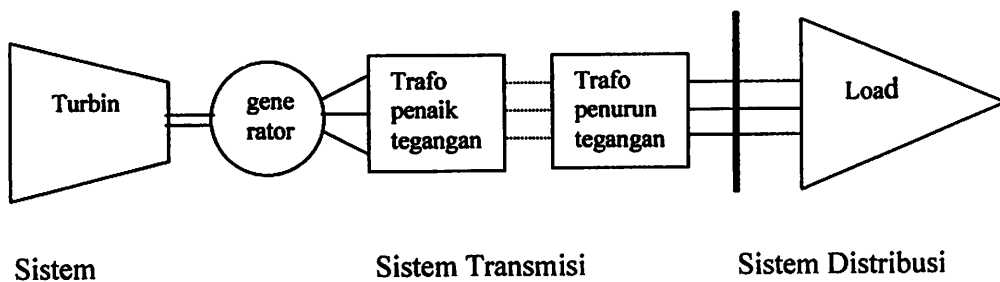 Turbin
gene
rator
Trafo
penaik
tegangan
Trafo
penurun
tegangan
Load
Sistem
Sistem Transmisi
Sistem Distribusi